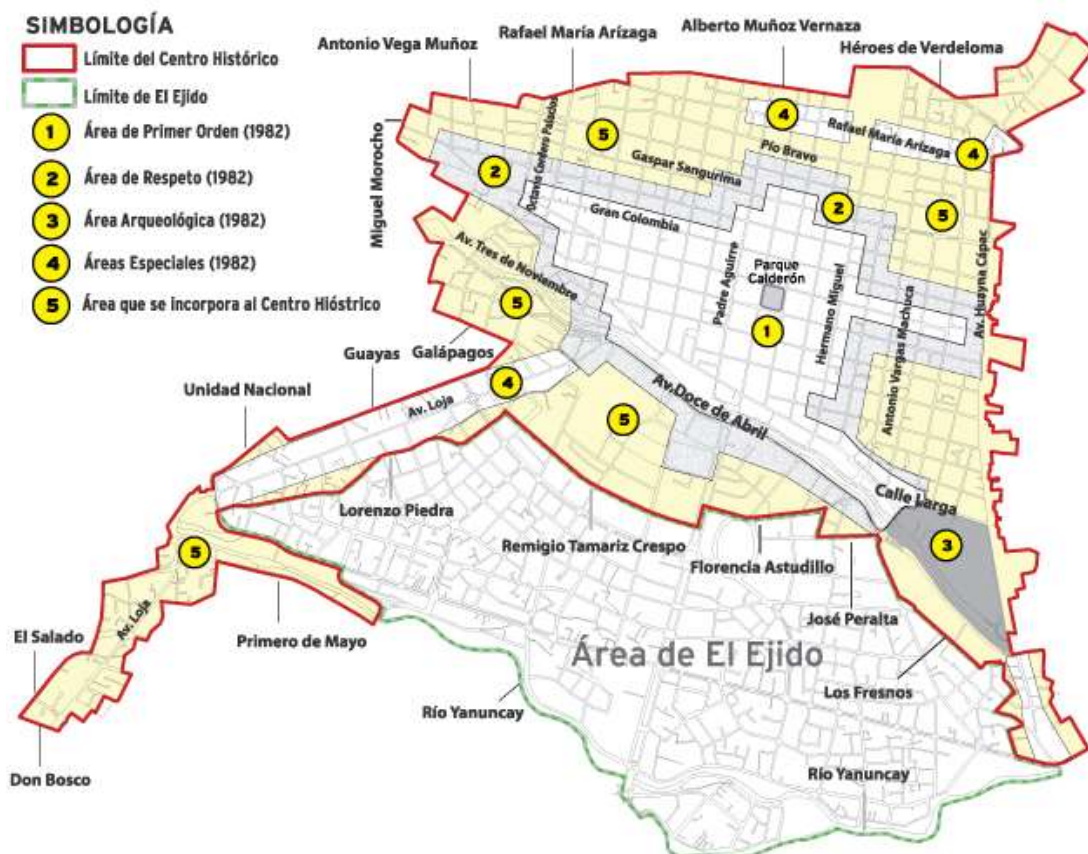 SIMBOLOGÍA
Límite del Centro Histórico
Límite de El Ejido
1 Área de Primer Orden (1982)
2 Área de Respeto (1982)
3 Área Arqueológica (1982)
4 Áreas Especiales (1982)
5 Área que se incorpora al Centro Hióstrico
Antonio Vega Muñoz
Rafael María Arízaga
Alberto Muñoz Vernaza
Héroes de Verdeloma
Miguel Morocho
Octavio Cordero Palacios
5
4
Rafael María Arízaga
4
Pío Bravo
Gaspar Sangurima
2
Gran Colombia
2
5
Av. Tres de Noviembre
Padre Aguirre
Parque
Calderón
Hermano Miguel
Antonio Vargas Machuca
Av. Huayna Cápac
5
1
Guayas
Galápagos
Unidad Nacional
4
Av. Loja
5
Av. Doce de Abril
Calle Larga
Lorenzo Piedra
Remigio Tamariz Crespo
Florencia Astudillo
3
5
José Peralta
Av. Loja
El Salado
Primero de Mayo
Área de El Ejido
Los Fresnos
Río Yanuncay
Don Bosco
Río Yanuncay